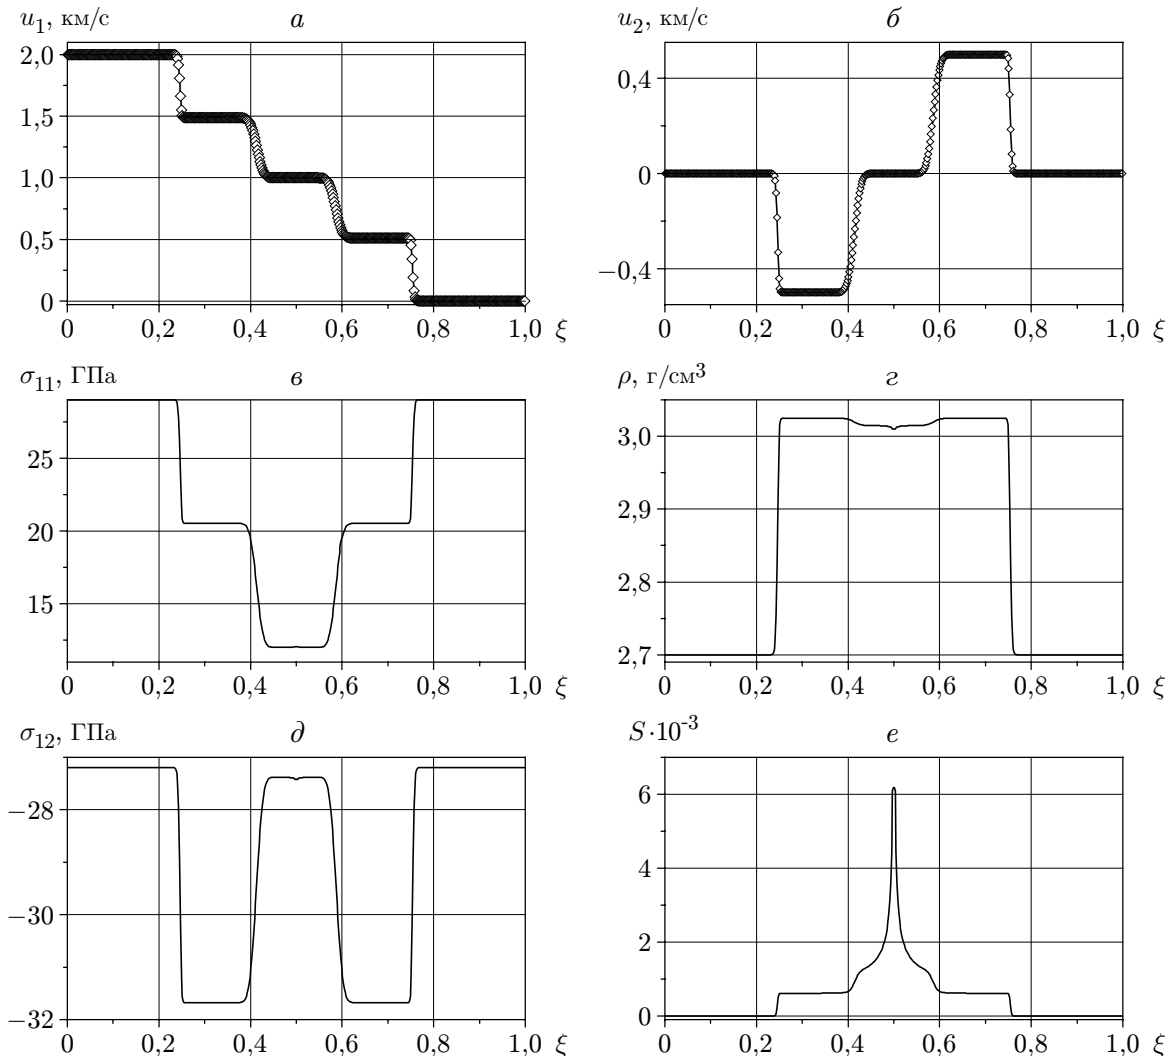 u₁, км/с а
2,0
1,5
1,0
0,5
0
0 0,2 0,4 0,6 0,8 1,0 ξ
u₂, км/с б
0,4
0
−0,4
0 0,2 0,4 0,6 0,8 1,0 ξ
σ₁₁, ГПа в
25
20
15
0 0,2 0,4 0,6 0,8 1,0 ξ
ρ, г/см³ г
3,0
2,9
2,8
2,7
0 0,2 0,4 0,6 0,8 1,0 ξ
σ₁₂, ГПа д
−28
−30
−32
0 0,2 0,4 0,6 0,8 1,0 ξ
S·10⁻³ е
6
4
2
0
0 0,2 0,4 0,6 0,8 1,0 ξ